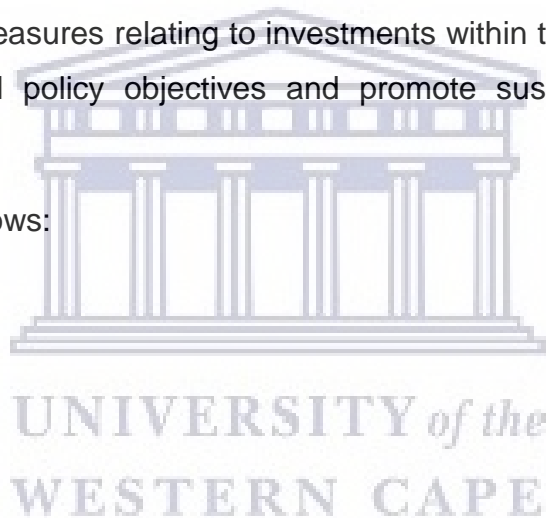 easures relating to investments within t
policy objectives and promote sus
ows:
UNIVERSITY of the
WESTERN CAPE